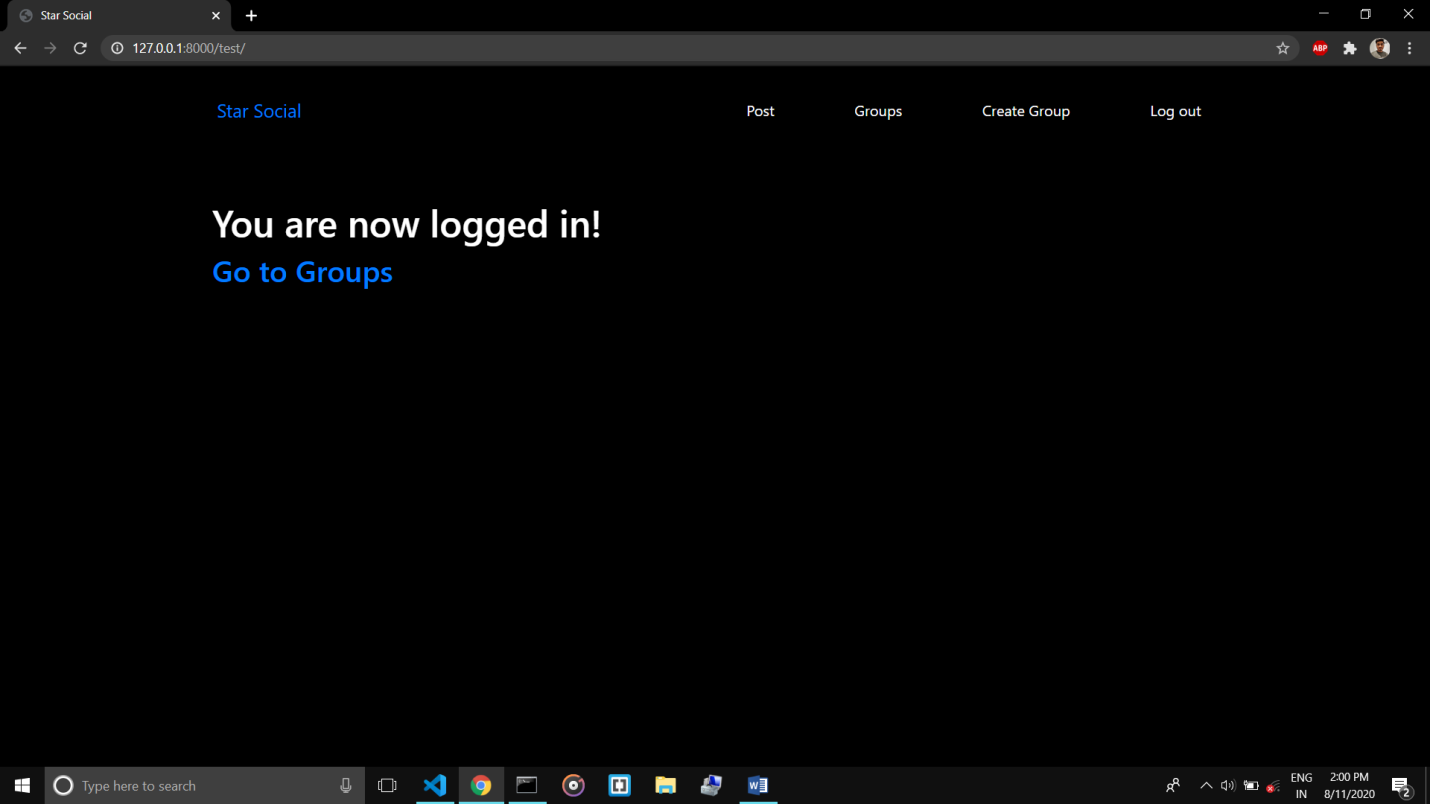 Star Social
127.0.0.1:8000/test/
ABP
Star Social
Post
Groups
Create Group
Log out
You are now logged in!
Go to Groups
Type here to search
ENG
IN
2:00 PM
8/11/2020
2